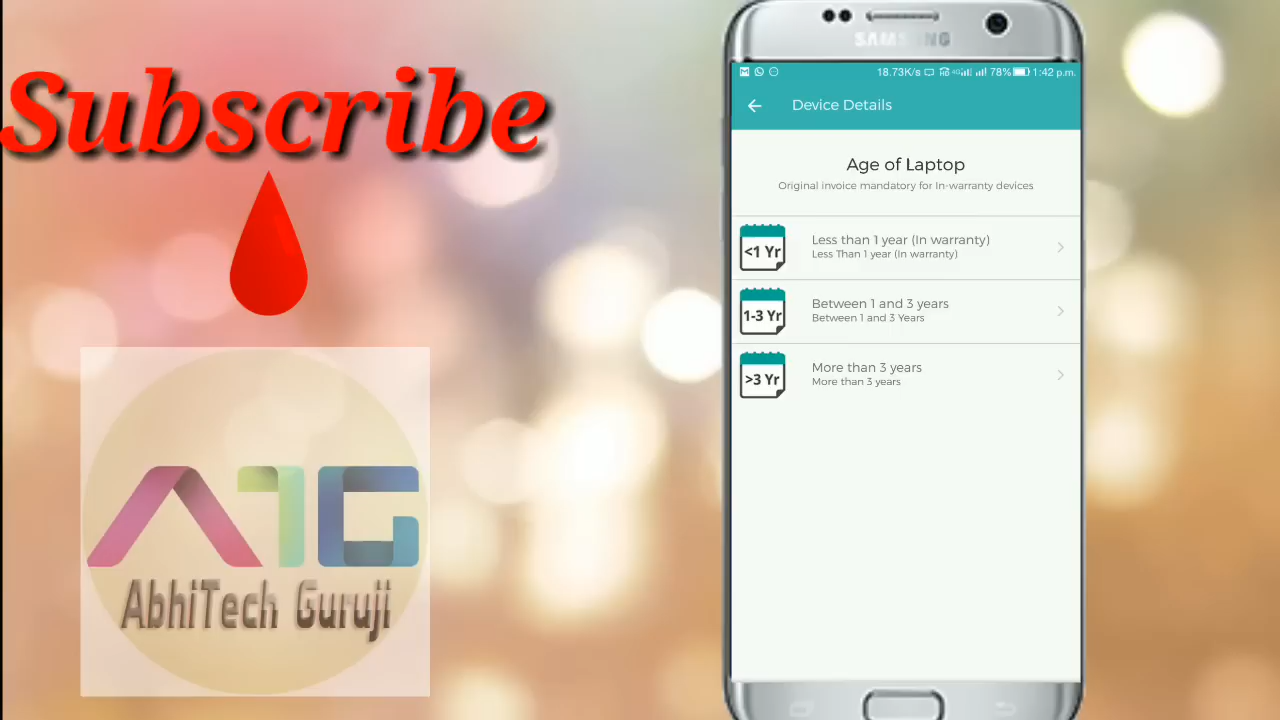 Subscribe
ATG
AbhiTech Guruji
SAMSUNG
18.73K/s 4G 78% 1:42 p.m.
Device Details
Age of Laptop
Original invoice mandatory for In-warranty devices
<1 Yr
Less than 1 year (In warranty)
Less Than 1 year (In warranty)
1-3 Yr
Between 1 and 3 years
Between 1 and 3 Years
>3 Yr
More than 3 years
More than 3 years